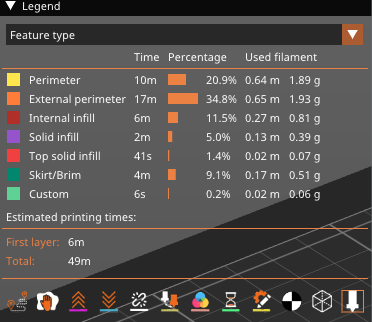 Legend
Feature type
Time Percentage Used filament
Perimeter 10m 20.9% 0.64 m 1.89 g
External perimeter 17m 34.8% 0.65 m 1.93 g
Internal infill 6m 11.5% 0.27 m 0.81 g
Solid infill 2m 5.0% 0.13 m 0.39 g
Top solid infill 41s 1.4% 0.02 m 0.07 g
Skirt/Brim 4m 9.1% 0.17 m 0.51 g
Custom 6s 0.2% 0.02 m 0.06 g
Estimated printing times:
First layer: 6m
Total: 49m